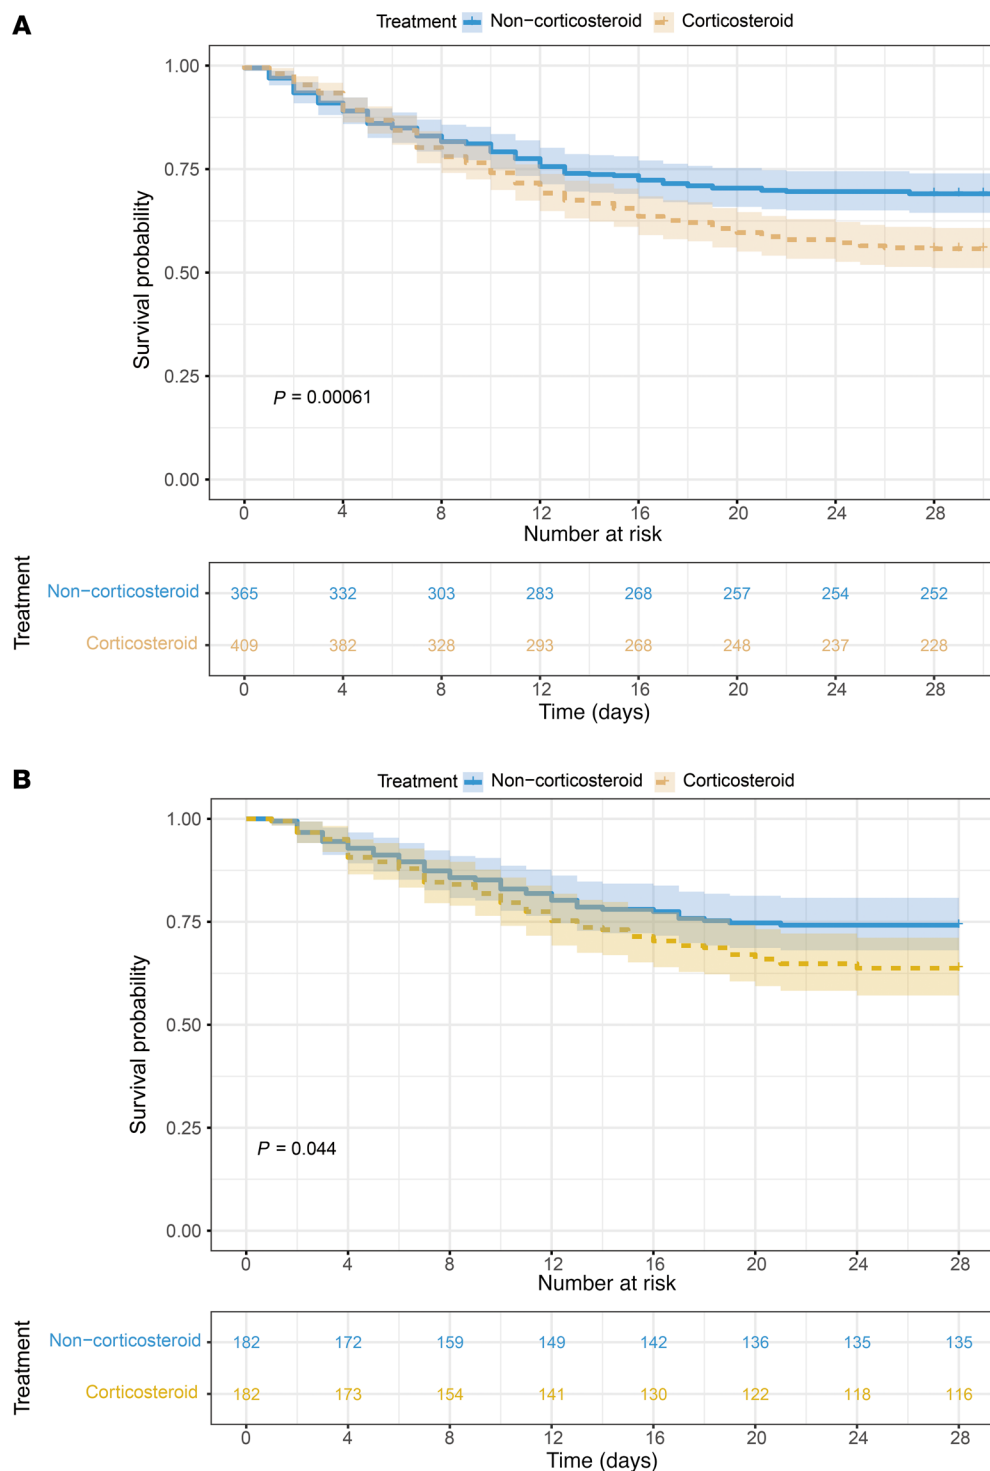 A
Treatment Non-corticosteroid Corticosteroid
1.00
0.75
0.50
0.25
0.00
Survival probability
P = 0.00061
0 4 8 12 16 20 24 28
Number at risk
Treatment
Non−corticosteroid 365 332 303 283 268 257 254 252
Corticosteroid 409 382 328 293 268 248 237 228
0 4 8 12 16 20 24 28
Time (days)
B
Treatment Non-corticosteroid Corticosteroid
1.00
0.75
0.50
0.25
0.00
Survival probability
P = 0.044
0 4 8 12 16 20 24 28
Number at risk
Treatment
Non−corticosteroid 182 172 159 149 142 136 135 135
Corticosteroid 182 173 154 141 130 122 118 116
0 4 8 12 16 20 24 28
Time (days)